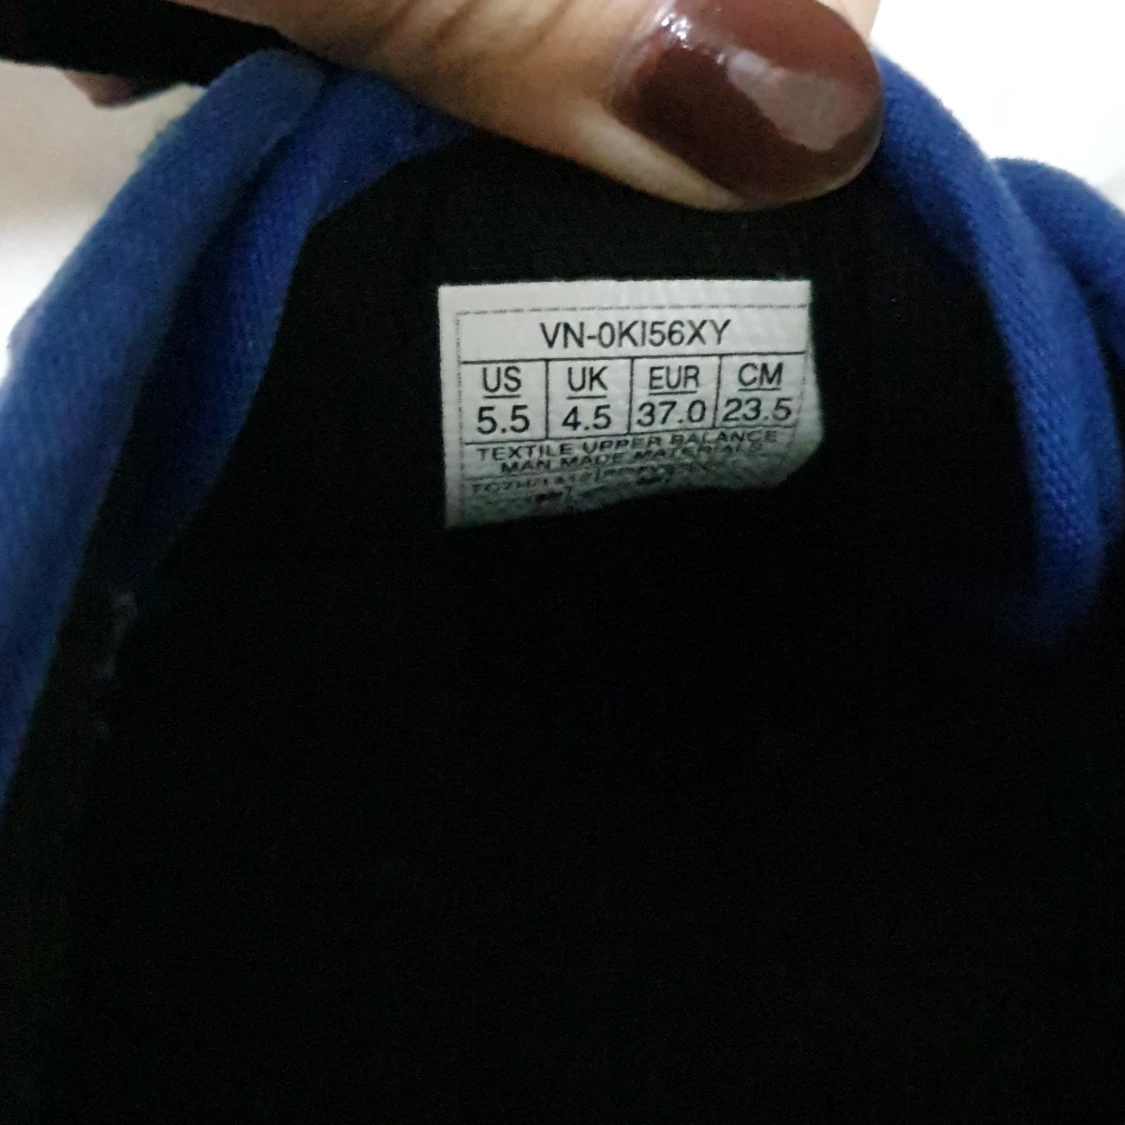 VN-0KI56XY
US UK EUR CM
5.5 4.5 37.0 23.5
TEXTILE UPPER BALANCE
MAN MADE MATERIALS